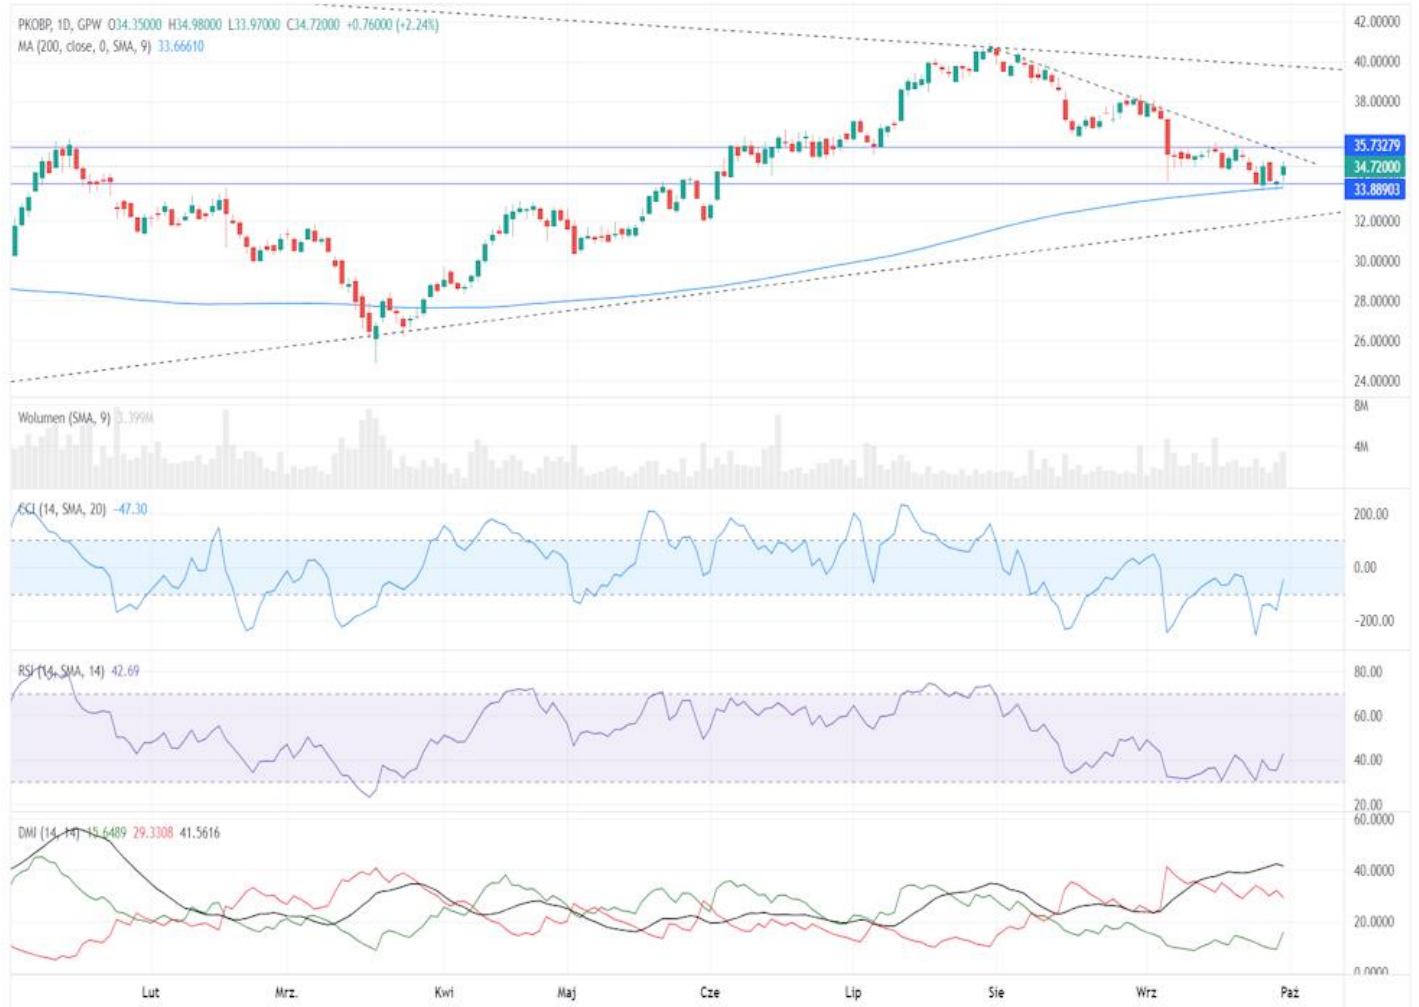 PKOBP, 1D, GPW O34.35000 H34.98000 L33.97000 C34.72000 +0.76000 (+2.24%)
MA (200, close, 0, SMA, 9) 33.66610
42.00000
40.00000
38.00000
35.73279
34.72000
33.88903
32.00000
30.00000
28.00000
26.00000
24.00000
Wolumen (SMA, 9) 3.399M
8M
4M
CCI (14, SMA, 20) -47.30
200.00
0.00
-200.00
RSI (14, SMA, 14) 42.69
80.00
60.00
40.00
20.00
DMI (14, 14) 15.6489 29.3308 41.5616
60.0000
40.0000
20.0000
0.0000
Lut Mrz. Kwi Maj Cze Lip Sie Wrz Paź